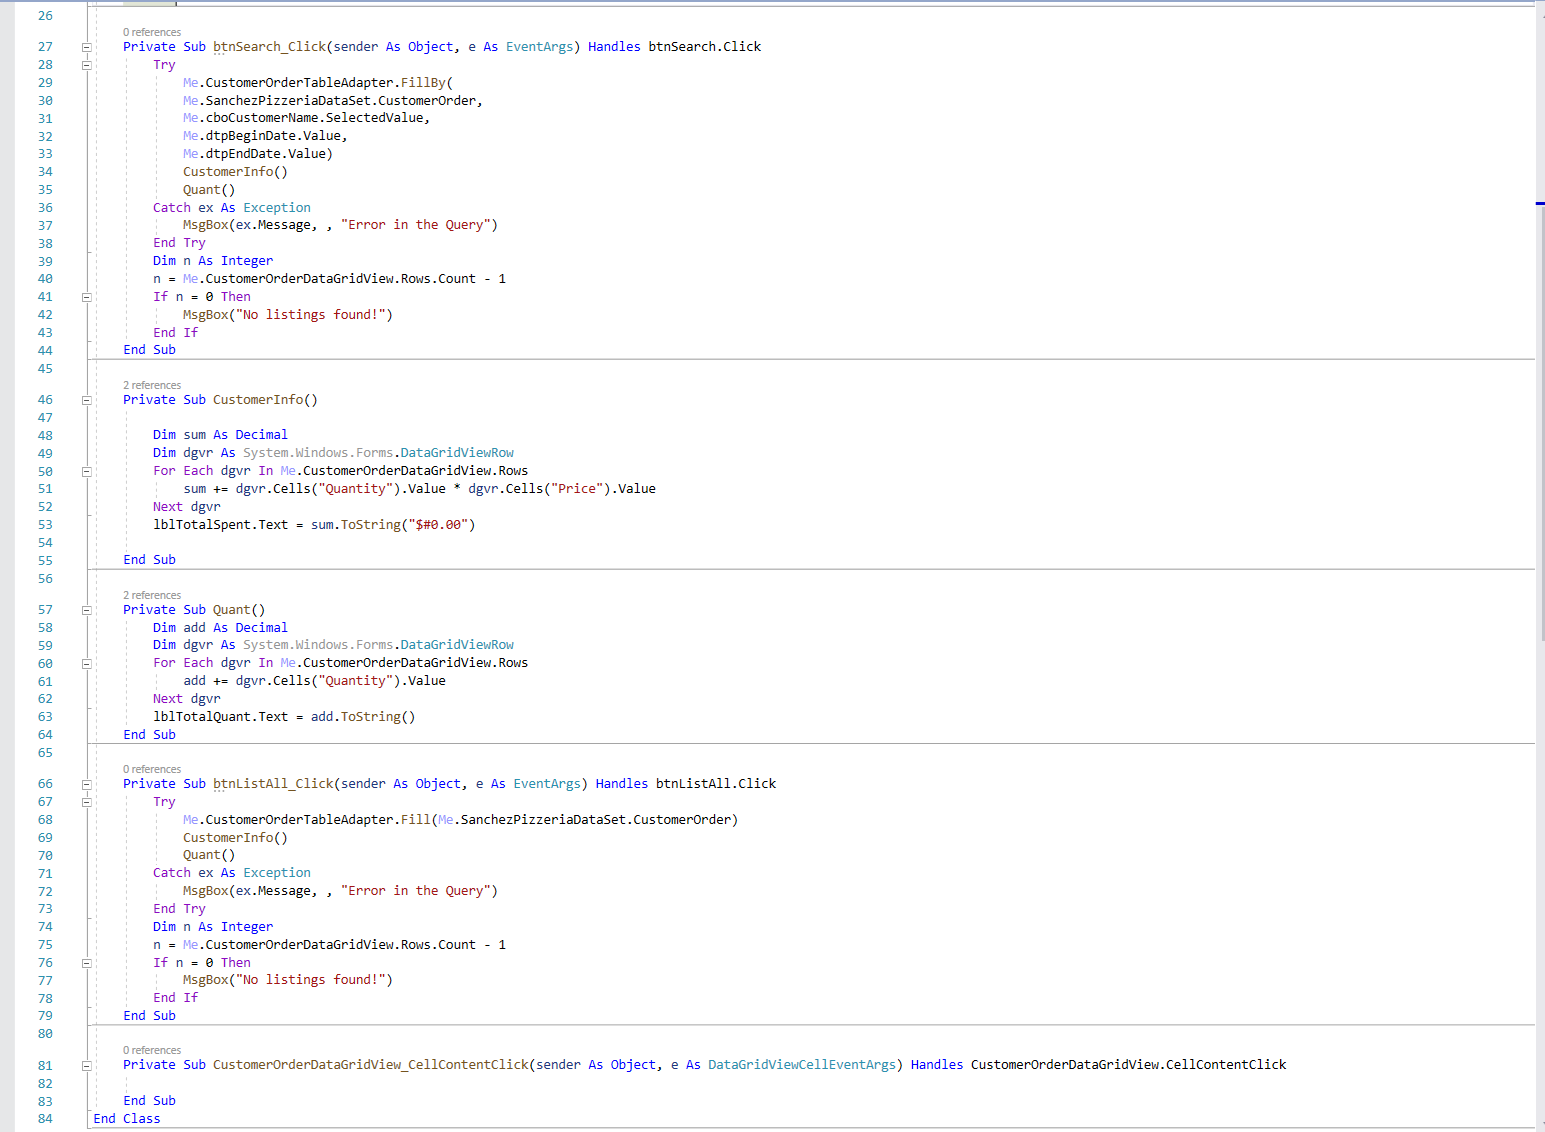 26
0 references
27 Private Sub btnSearch_Click(sender As Object, e As EventArgs) Handles btnSearch.Click
28 Try
29 Me.CustomerOrderTableAdapter.FillBy(
30 Me.SanchezPizzeriaDataSet.CustomerOrder,
31 Me.cboCustomerName.SelectedValue,
32 Me.dtpBeginDate.Value,
33 Me.dtpEndDate.Value)
34 CustomerInfo()
35 Quant()
36 Catch ex As Exception
37 MsgBox(ex.Message, , "Error in the Query")
38 End Try
39 Dim n As Integer
40 n = Me.CustomerOrderDataGridView.Rows.Count - 1
41 If n = 0 Then
42 MsgBox("No listings found!")
43 End If
44 End Sub
45
2 references
46 Private Sub CustomerInfo()
47
48 Dim sum As Decimal
49 Dim dgvr As System.Windows.Forms.DataGridViewRow
50 For Each dgvr In Me.CustomerOrderDataGridView.Rows
51 sum += dgvr.Cells("Quantity").Value * dgvr.Cells("Price").Value
52 Next dgvr
53 lblTotalSpent.Text = sum.ToString("$#0.00")
54
55 End Sub
56
2 references
57 Private Sub Quant()
58 Dim add As Decimal
59 Dim dgvr As System.Windows.Forms.DataGridViewRow
60 For Each dgvr In Me.CustomerOrderDataGridView.Rows
61 add += dgvr.Cells("Quantity").Value
62 Next dgvr
63 lblTotalQuant.Text = add.ToString()
64 End Sub
65
0 references
66 Private Sub btnListAll_Click(sender As Object, e As EventArgs) Handles btnListAll.Click
67 Try
68 Me.CustomerOrderTableAdapter.Fill(Me.SanchezPizzeriaDataSet.CustomerOrder)
69 CustomerInfo()
70 Quant()
71 Catch ex As Exception
72 MsgBox(ex.Message, , "Error in the Query")
73 End Try
74 Dim n As Integer
75 n = Me.CustomerOrderDataGridView.Rows.Count - 1
76 If n = 0 Then
77 MsgBox("No listings found!")
78 End If
79 End Sub
80
0 references
81 Private Sub CustomerOrderDataGridView_CellContentClick(sender As Object, e As DataGridViewCellEventArgs) Handles CustomerOrderDataGridView.CellContentClick
82
83 End Sub
84 End Class